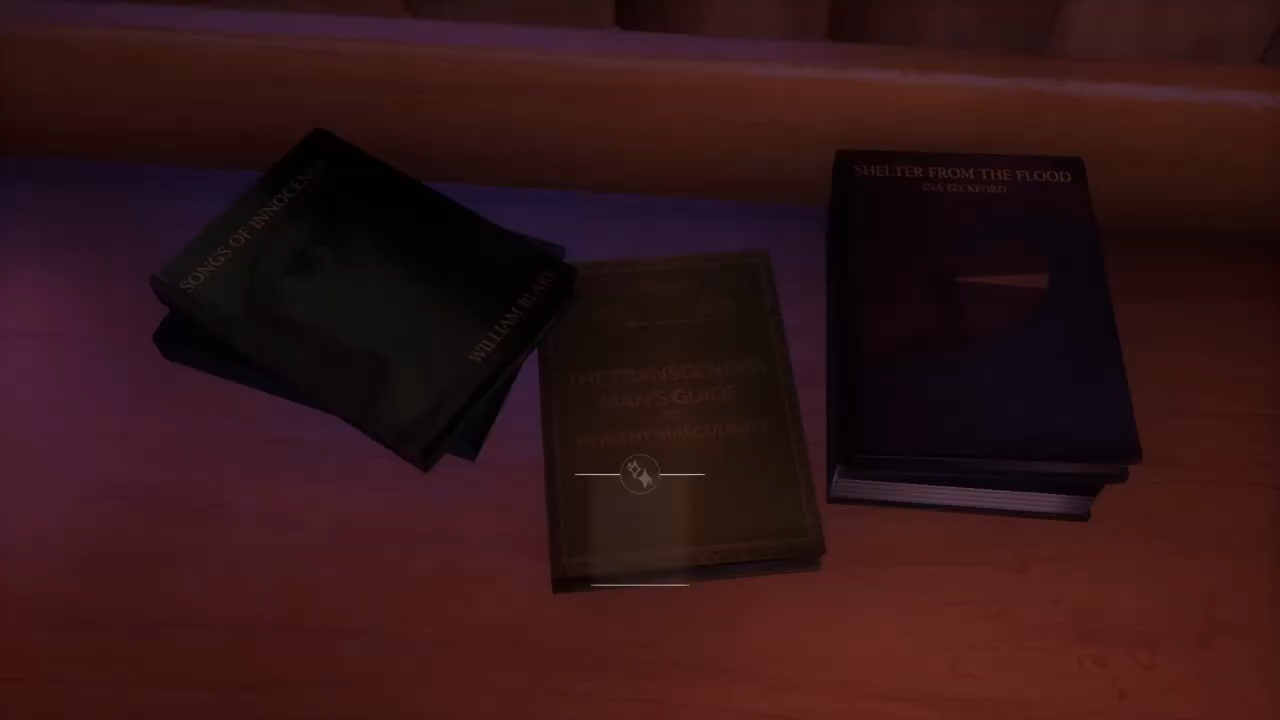 SONGS OF INNOCENCE
WILLIAM BLAKE
THE TRANSGENDER
MAN'S GUIDE
TO
HEALTHY MASCULINITY
SHELTER FROM THE FLOOD
INA BECKFORD